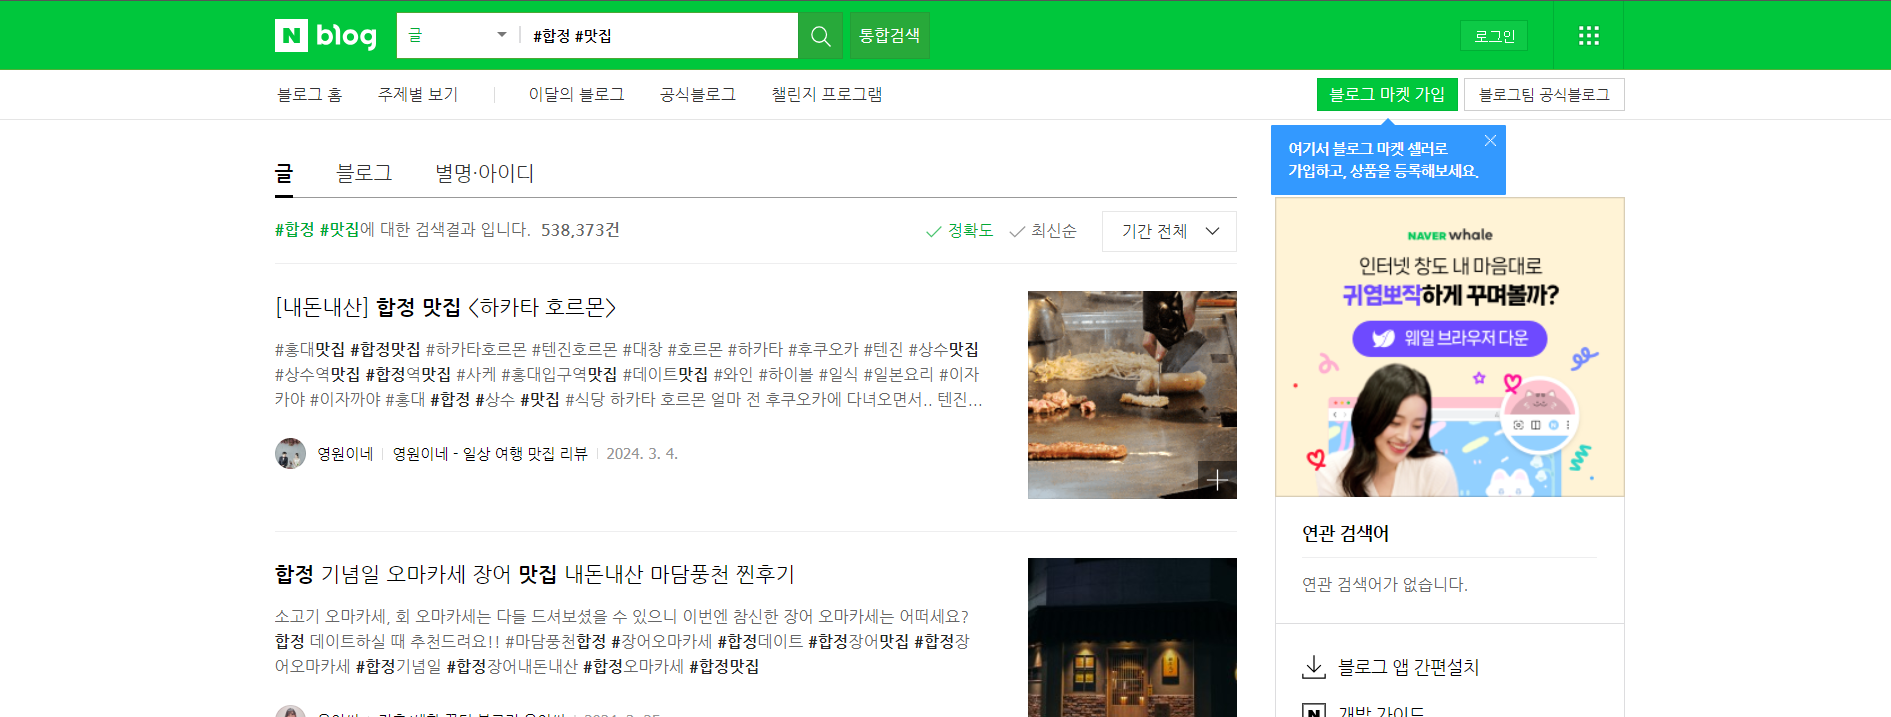 N blog
글
#합정 #맛집
통합검색
로그인
블로그 홈
주제별 보기
이달의 블로그
공식블로그
챌린지 프로그램
블로그 마켓 가입
블로그팀 공식블로그
여기서 블로그 마켓 셀러로
가입하고, 상품을 등록해보세요.
글
블로그
별명·아이디
#합정 #맛집에 대한 검색결과 입니다. 538,373건
정확도
최신순
기간 전체
[내돈내산] 합정 맛집 <하카타 호르몬>
#홍대맛집 #합정맛집 #하카타호르몬 #텐진호르몬 #대창 #호르몬 #하카타 #후쿠오카 #텐진 #상수맛집
#상수역맛집 #합정역맛집 #사케 #홍대입구역맛집 #데이트맛집 #와인 #하이볼 #일식 #일본요리 #이자
카야 #이자까야 #홍대 #합정 #상수 #맛집 #식당 하카타 호르몬 얼마 전 후쿠오카에 다녀오면서.. 텐진...
영원이네
영원이네 - 일상 여행 맛집 리뷰
2024. 3. 4.
합정 기념일 오마카세 장어 맛집 내돈내산 마담풍천 찐후기
소고기 오마카세, 회 오마카세는 다들 드셔보셨을 수 있으니 이번엔 참신한 장어 오마카세는 어떠세요?
합정 데이트하실 때 추천드려요!! #마담풍천합정 #장어오마카세 #합정데이트 #합정장어맛집 #합정장
어오마카세 #합정기념일 #합정장어내돈내산 #합정오마카세 #합정맛집
NAVER whale
인터넷 창도 내 마음대로
귀염뽀작하게 꾸며볼까?
웨일 브라우저 다운
연관 검색어
연관 검색어가 없습니다.
블로그 앱 간편설치
개발 가이드